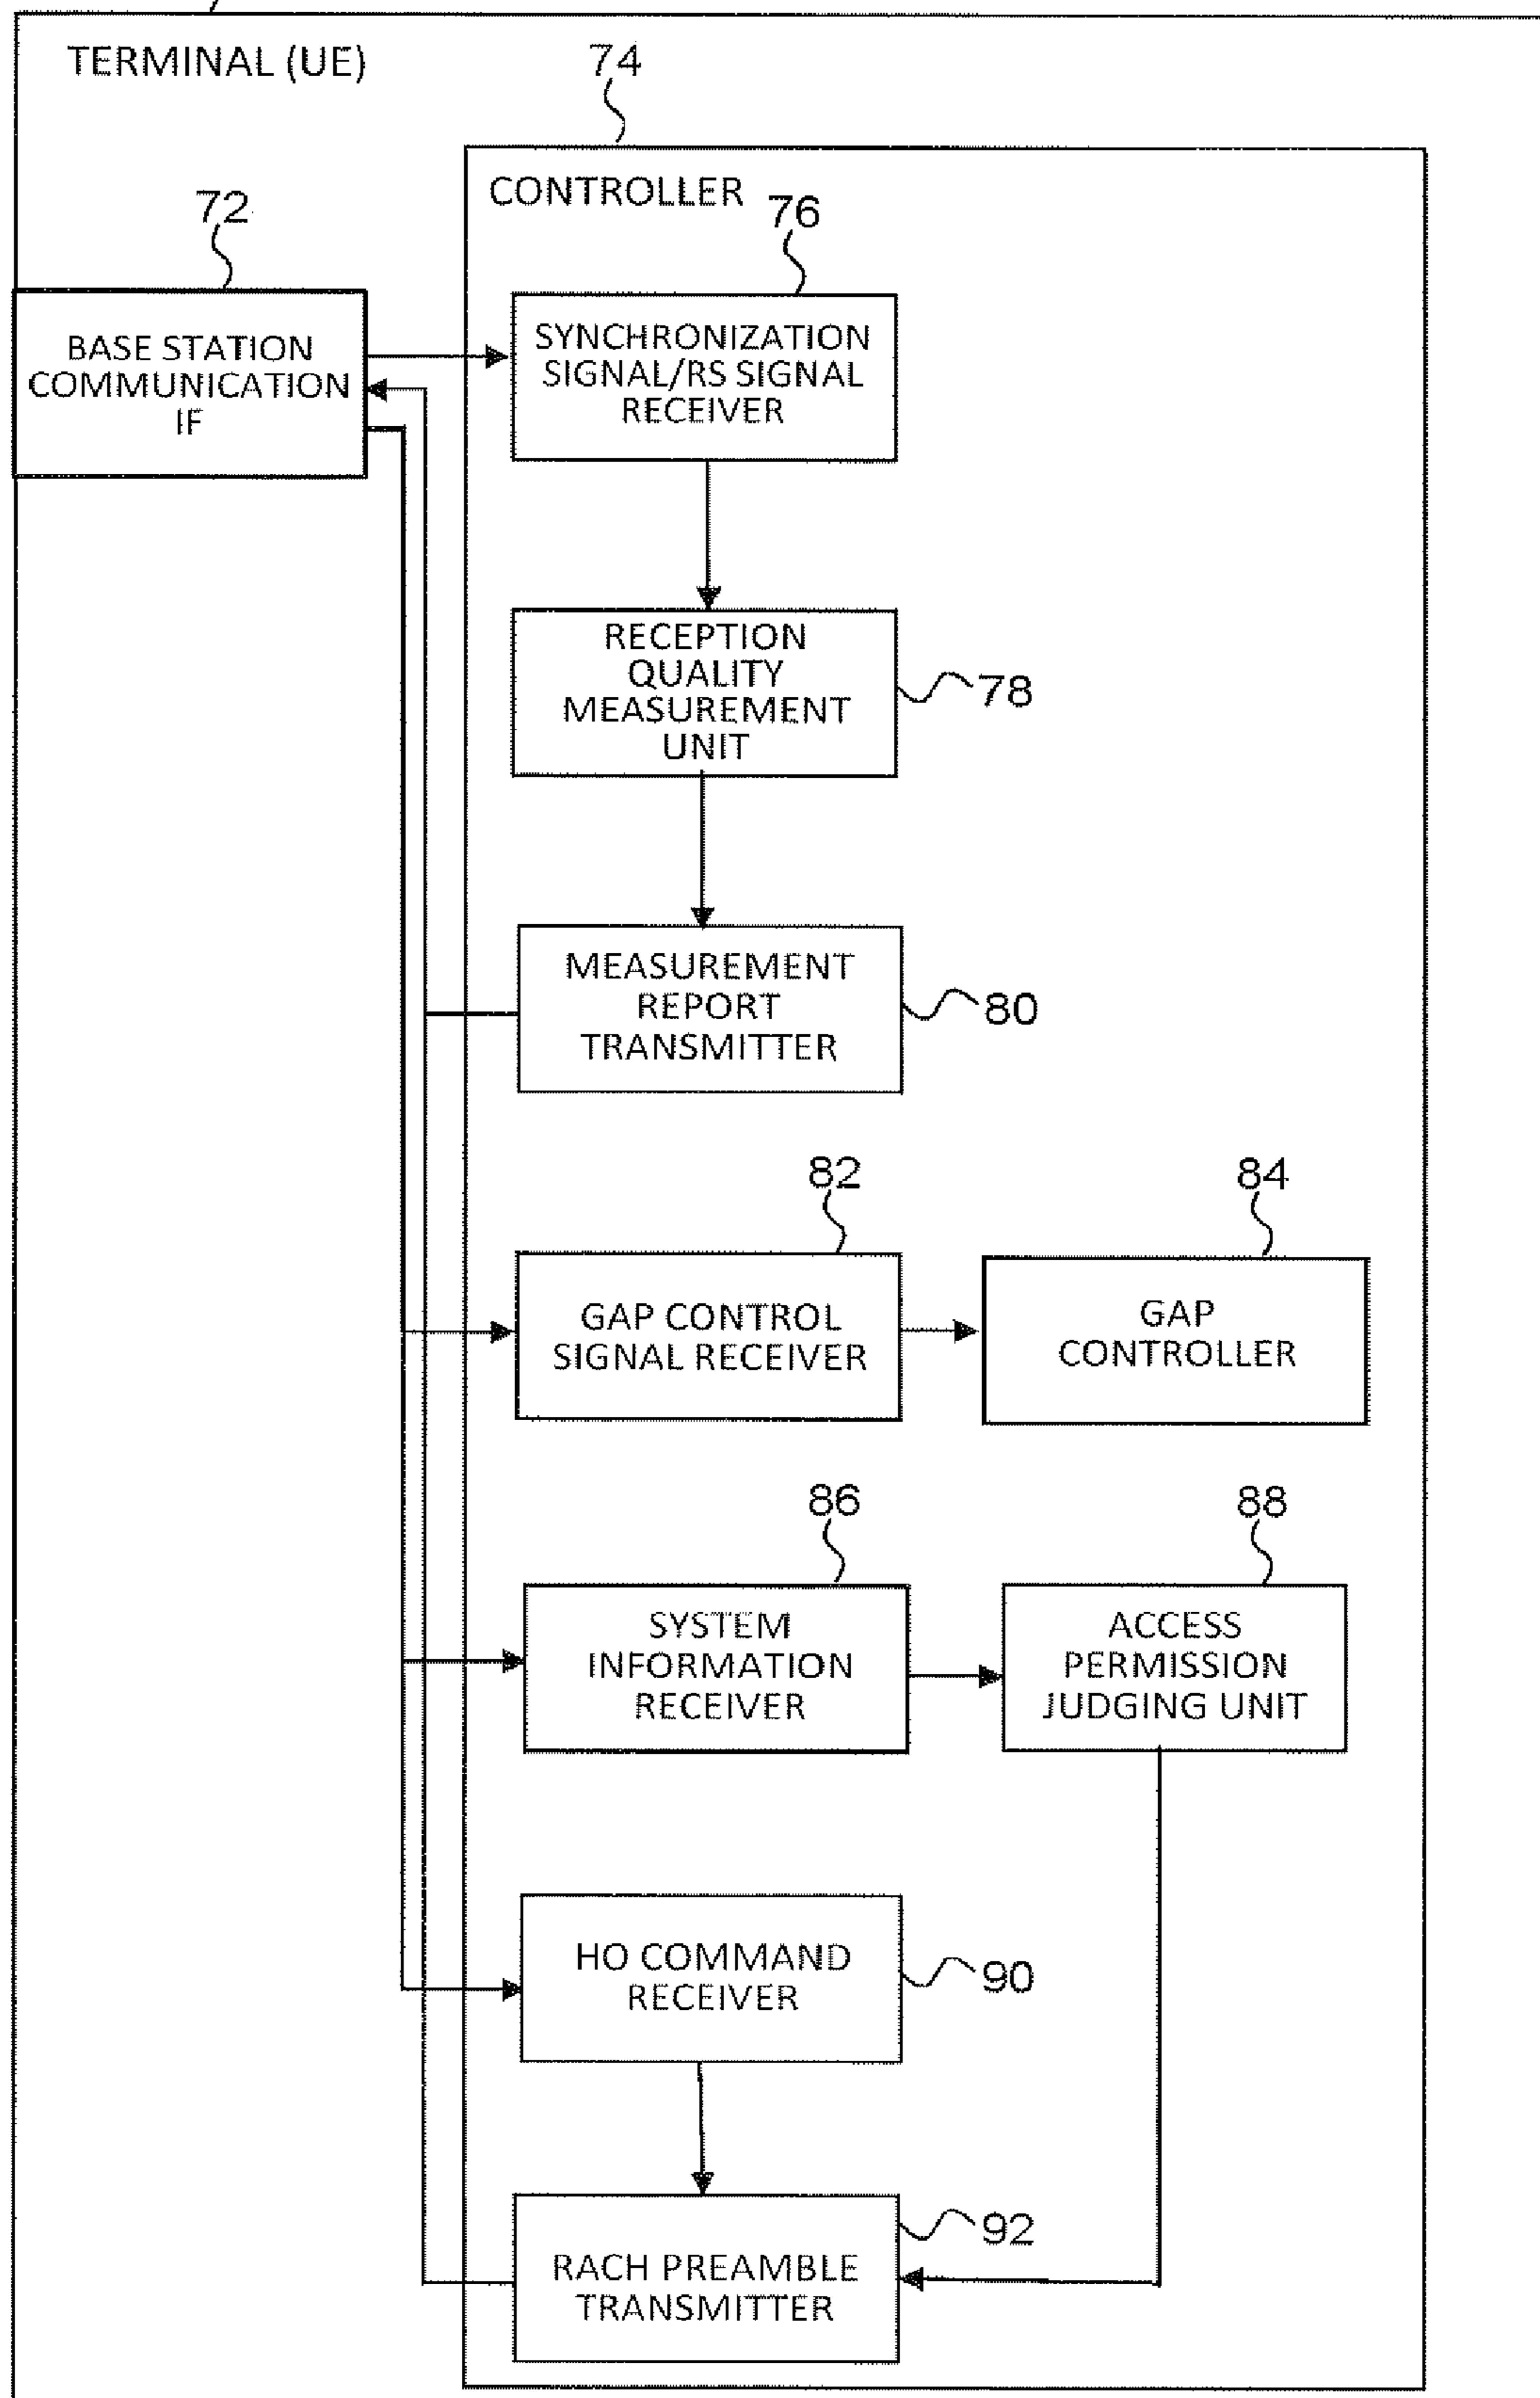 TERMINAL (UE)
74
CONTROLLER
72
76
BASE STATION
COMMUNICATION
IF
SYNCHRONIZATION
SIGNAL/RS SIGNAL
RECEIVER
RECEPTION
QUALITY
MEASUREMENT
UNIT
78
MEASUREMENT
REPORT
TRANSMITTER
80
82
84
GAP CONTROL
SIGNAL RECEIVER
GAP
CONTROLLER
86
88
SYSTEM
INFORMATION
RECEIVER
ACCESS
PERMISSION
JUDGING UNIT
HO COMMAND
RECEIVER
90
92
RACH PREAMBLE
TRANSMITTER